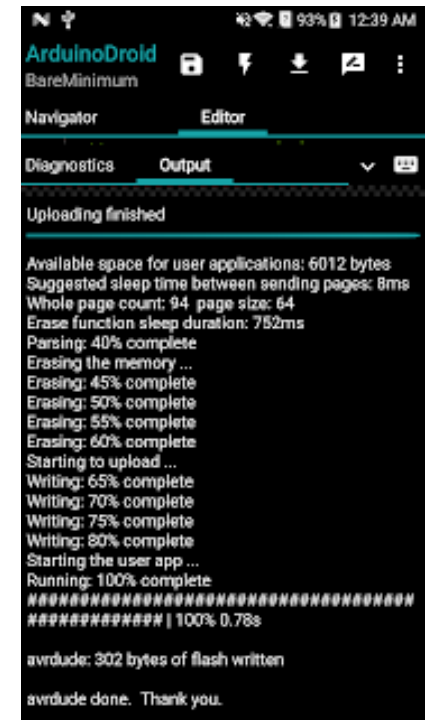 93% 12:39 AM
ArduinoDroid
BareMinimum
Navigator Editor
Diagnostics Output
Uploading finished
Available space for user applications: 6012 bytes
Suggested sleep time between sending pages: 8ms
Whole page count: 94 page size: 64
Erase function sleep duration: 752ms
Parsing: 40% complete
Erasing the memory ...
Erasing: 45% complete
Erasing: 50% complete
Erasing: 55% complete
Erasing: 60% complete
Starting to upload ...
Writing: 65% complete
Writing: 70% complete
Writing: 75% complete
Writing: 80% complete
Starting the user app ...
Running: 100% complete
#####################################
############# | 100% 0.78s
avrdude: 302 bytes of flash written
avrdude done. Thank you.